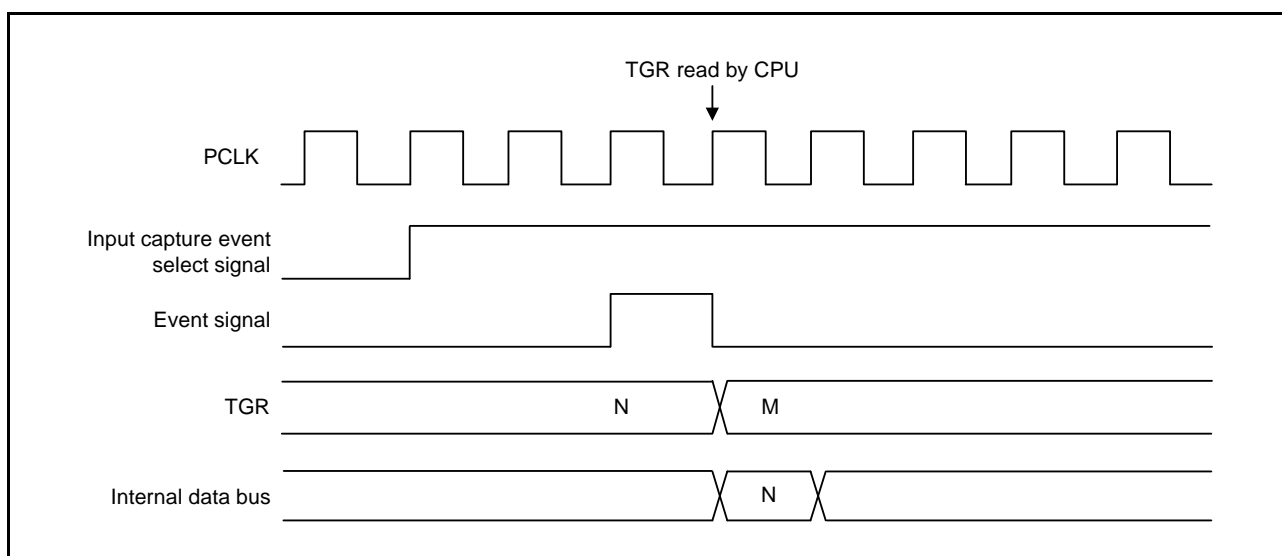 TGR read by CPU
PCLK
Input capture event
select signal
Event signal
TGR
N
M
Internal data bus
N